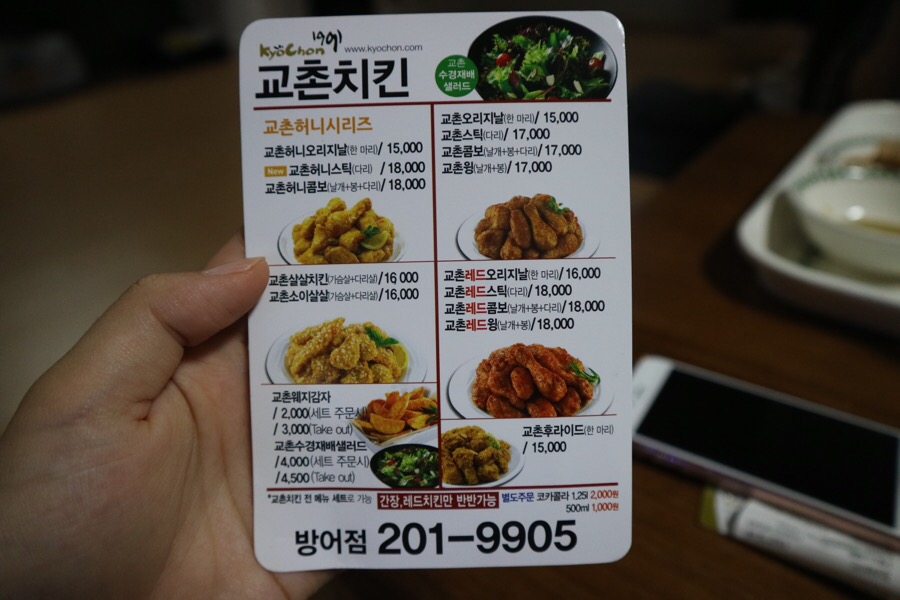 KyoChon 1991 www.kyochon.com
교촌치킨
교촌
수경재배
샐러드
교촌허니시리즈
교촌허니오리지날(한 마리)/ 15,000
New 교촌허니스틱(다리) / 18,000
교촌허니콤보(날개+봉+다리)/ 18,000
교촌살살치킨(가슴살+다리살)/ 16,000
교촌소이살살(가슴살+다리살)/ 16,000
교촌웨지감자
/ 2,000(세트 주문시)
/ 3,000(Take out)
교촌수경재배샐러드
/ 4,000(세트 주문시)
/ 4,500(Take out)
교촌오리지날(한 마리)/ 15,000
교촌스틱(다리)/ 17,000
교촌콤보(날개+봉+다리)/ 17,000
교촌윙(날개+봉)/ 17,000
교촌레드오리지날(한 마리)/ 16,000
교촌레드스틱(다리)/ 18,000
교촌레드콤보(날개+봉+다리)/ 18,000
교촌레드윙(날개+봉)/ 18,000
교촌후라이드(한 마리)
/ 15,000
*교촌치킨 전 메뉴 세트로 가능 간장,레드치킨만 반반가능 별도주문 코카콜라 1,25l 2,000원
500ml 1,000원
방어점 201-9905